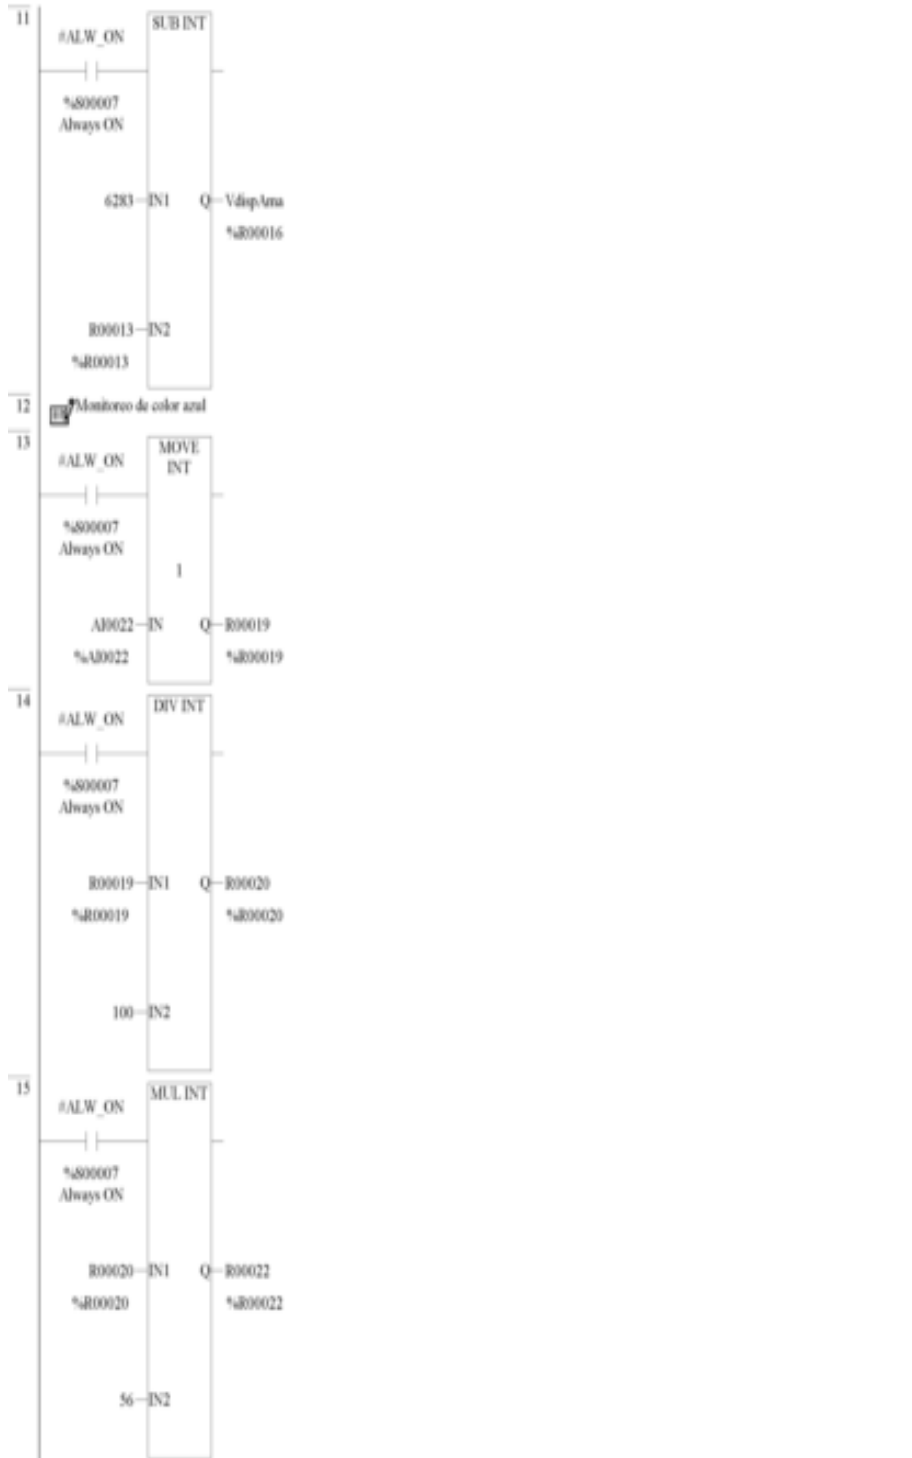 11
SUB INT
#ALW_ON
%S00007
Always ON
6283 IN1 Q VdispAma
%R00016
R00013 IN2
%R00013
12
Monitoreo de color azul
13
MOVE
INT
#ALW_ON
%S00007
Always ON
1
AI0022 IN Q R00019
%AI0022 %R00019
14
DIV INT
#ALW_ON
%S00007
Always ON
R00019 IN1 Q R00020
%R00019 %R00020
100 IN2
15
MUL INT
#ALW_ON
%S00007
Always ON
R00020 IN1 Q R00022
%R00020 %R00022
56 IN2